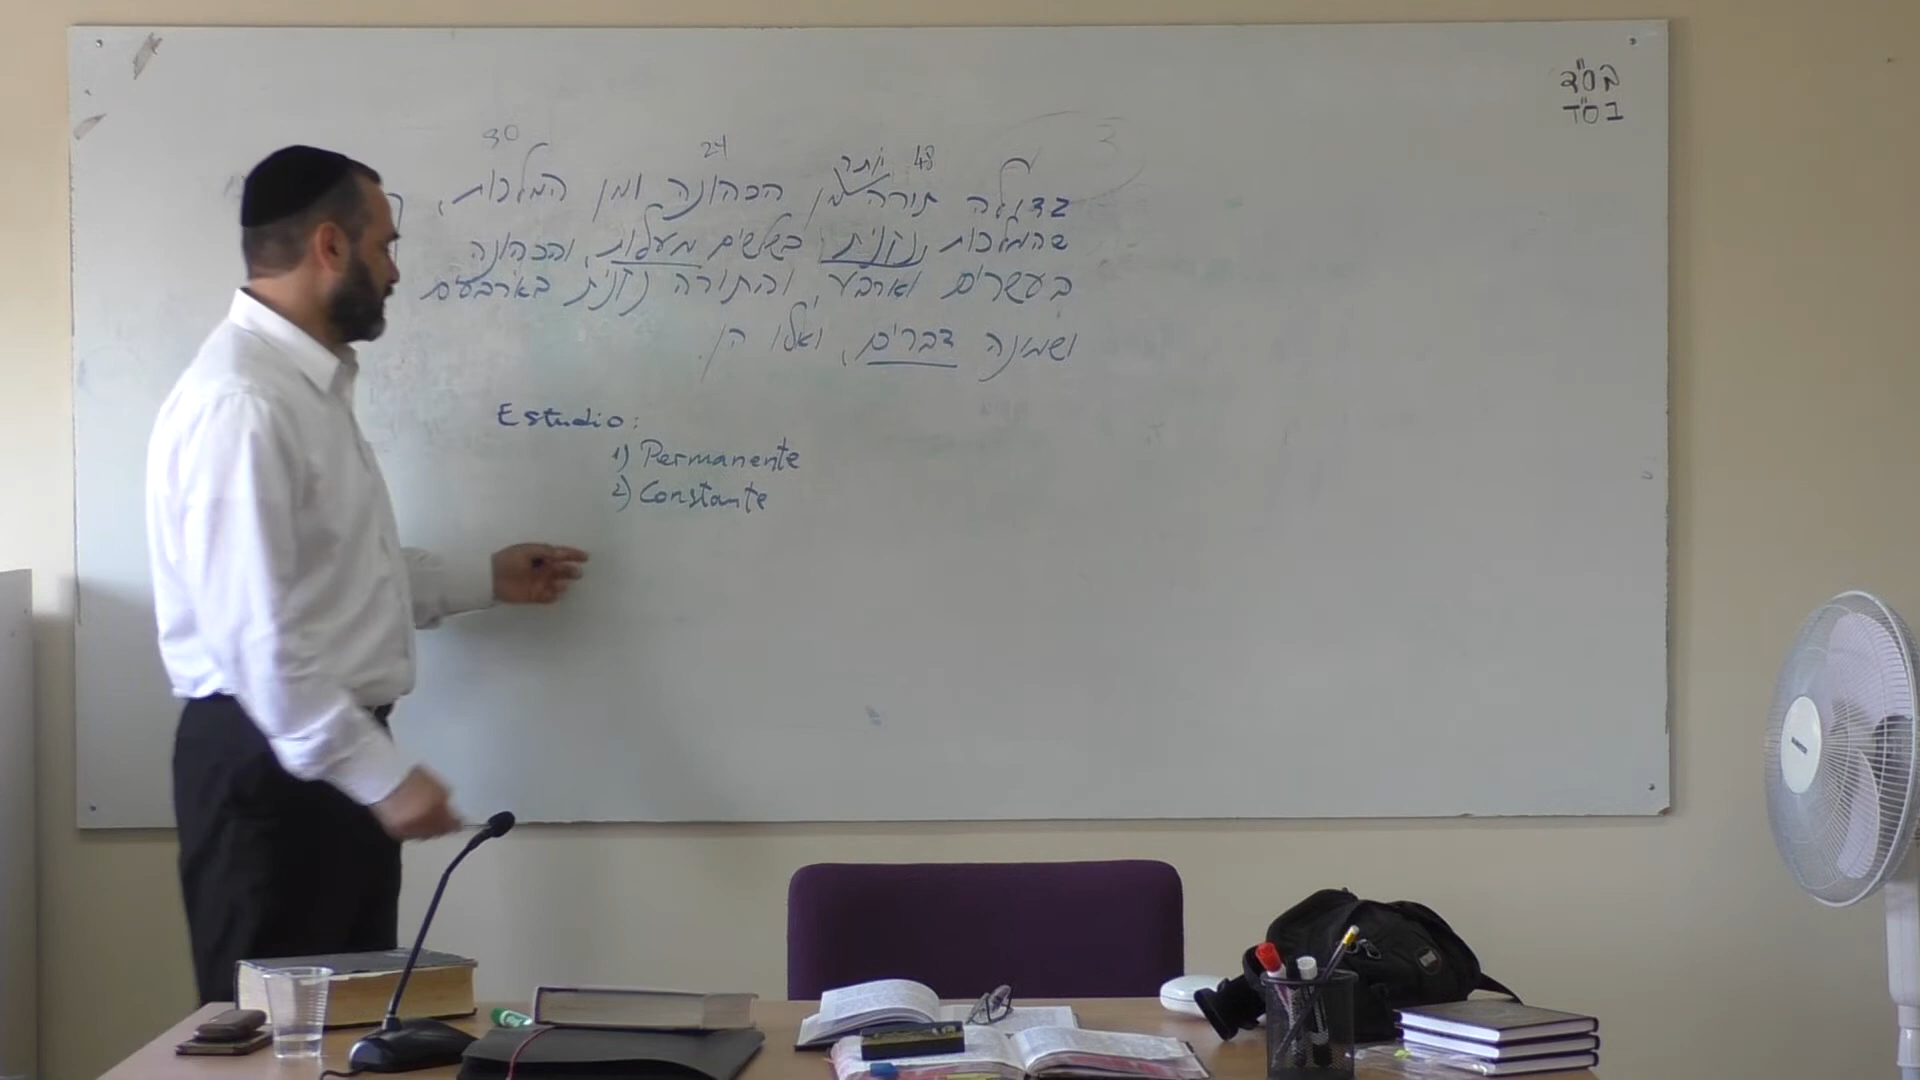 בס"ד
בס"ד
30 24 48
יותר
גדולה תורה מן הכהונה ומן המלכות,
שהמלכות נקנית בשלשים מעלות, והכהונה
בעשרים וארבע, והתורה נקנית בארבעים
ושמונה דברים, ואלו הן
Estudio:
1) Permanente
2) Constante